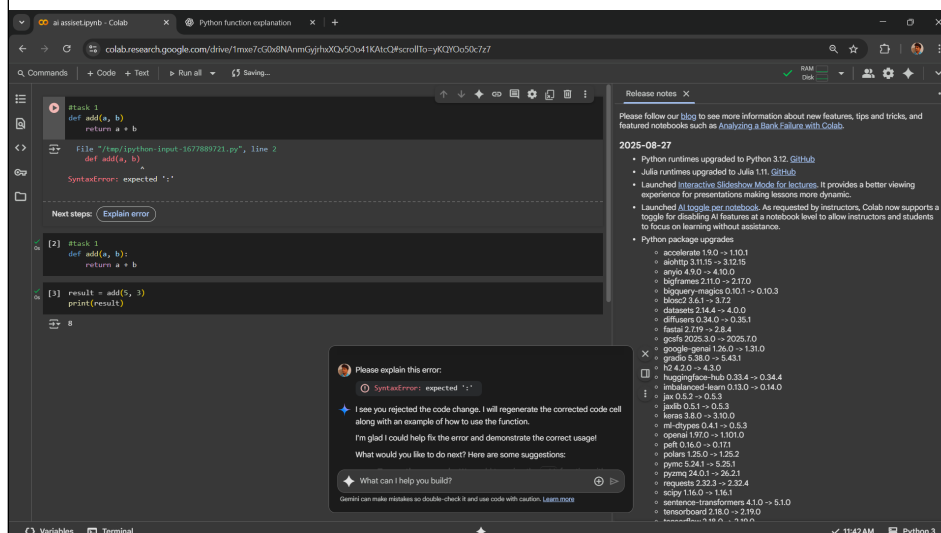 ai assiset.ipynb - Colab
Python function explanation
colab.research.google.com/drive/1mxe7cG0x8NAnmGyjrhxXQv5Oo41KAtcQ#scrollTo=yKQYOo50c7z7
Commands + Code + Text Run all Saving...
RAM
Disk
#task 1
def add(a, b)
return a + b
File "/tmp/ipython-input-1677889721.py", line 2
def add(a, b)
^
SyntaxError: expected ':'
Next steps: Explain error
[2] #task 1
def add(a, b):
return a + b
0s
[3] result = add(5, 3)
print(result)
0s
8
Please explain this error:
SyntaxError: expected ':'
I see you rejected the code change. I will regenerate the corrected code cell
along with an example of how to use the function.
I'm glad I could help fix the error and demonstrate the correct usage!
What would you like to do next? Here are some suggestions:
What can I help you build?
Gemini can make mistakes so double-check it and use code with caution. Learn more
Release notes
Please follow our blog to see more information about new features, tips and tricks, and
featured notebooks such as Analyzing a Bank Failure with Colab.
2025-08-27
• Python runtimes upgraded to Python 3.12. GitHub
• Julia runtimes upgraded to Julia 1.11. GitHub
• Launched Interactive Slideshow Mode for lectures. It provides a better viewing
experience for presentations making lessons more dynamic.
• Launched AI toggle per notebook. As requested by instructors, Colab now supports a
toggle for disabling AI features at a notebook level to allow instructors and students
to focus on learning without assistance.
• Python package upgrades
accelerate 1.9.0 -> 1.10.1
aiohttp 3.11.15 -> 3.12.15
anyio 4.9.0 -> 4.10.0
bigframes 2.11.0 -> 2.17.0
bigquery-magics 0.10.1 -> 0.10.3
blosc2 3.6.1 -> 3.7.2
datasets 2.14.4 -> 4.0.0
diffusers 0.34.0 -> 0.35.1
fastai 2.7.19 -> 2.8.4
gcsfs 2025.3.0 -> 2025.7.0
google-genai 1.26.0 -> 1.31.0
gradio 5.38.0 -> 5.43.1
h2 4.2.0 -> 4.3.0
huggingface-hub 0.33.4 -> 0.34.4
imbalanced-learn 0.13.0 -> 0.14.0
jax 0.5.2 -> 0.5.3
jaxlib 0.5.1 -> 0.5.3
keras 3.8.0 -> 3.10.0
ml-dtypes 0.4.1 -> 0.5.3
openai 1.97.0 -> 1.101.0
peft 0.16.0 -> 0.17.1
polars 1.25.0 -> 1.25.2
pymc 5.24.1 -> 5.25.1
pyzmq 24.0.1 -> 26.2.1
requests 2.32.3 -> 2.32.4
scipy 1.16.0 -> 1.16.1
sentence-transformers 4.1.0 -> 5.1.0
tensorboard 2.18.0 -> 2.19.0
tensorflow 2.18.0 -> 2.19.0
Variables Terminal
11:42 AM Python 3